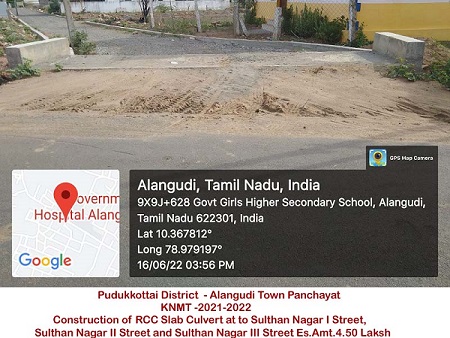 GPS Map Camera
Governm
Hospital Alang
Google
Alangudi, Tamil Nadu, India
9X9J+628 Govt Girls Higher Secondary School, Alangudi,
Tamil Nadu 622301, India
Lat 10.367812°
Long 78.979197°
16/06/22 03:56 PM
Pudukkottai District - Alangudi Town Panchayat
KNMT -2021-2022
Construction of RCC Slab Culvert at to Sulthan Nagar I Street,
Sulthan Nagar II Street and Sulthan Nagar III Street Es.Amt.4.50 Laksh